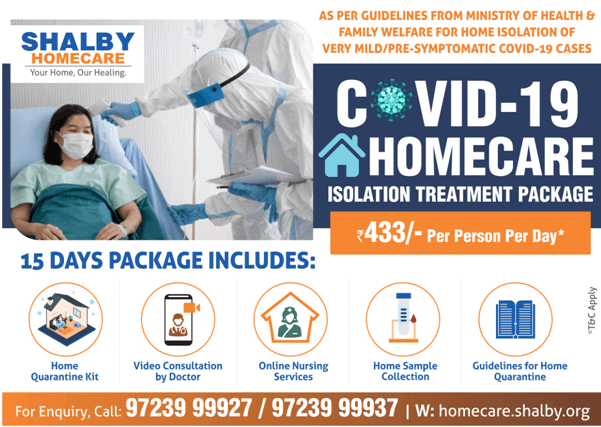 SHALBY
HOMECARE
Your Home, Our Healing.
AS PER GUIDELINES FROM MINISTRY OF HEALTH &
FAMILY WELFARE FOR HOME ISOLATION OF
VERY MILD/PRE-SYMPTOMATIC COVID-19 CASES
COVID-19
HOMECARE
ISOLATION TREATMENT PACKAGE
₹433/- Per Person Per Day*
15 DAYS PACKAGE INCLUDES:
Home
Quarantine Kit
Video Consultation
by Doctor
Online Nursing
Services
Home Sample
Collection
Guidelines for Home
Quarantine
*T&C Apply
For Enquiry, Call: 97239 99927 / 97239 99937 | W: homecare.shalby.org